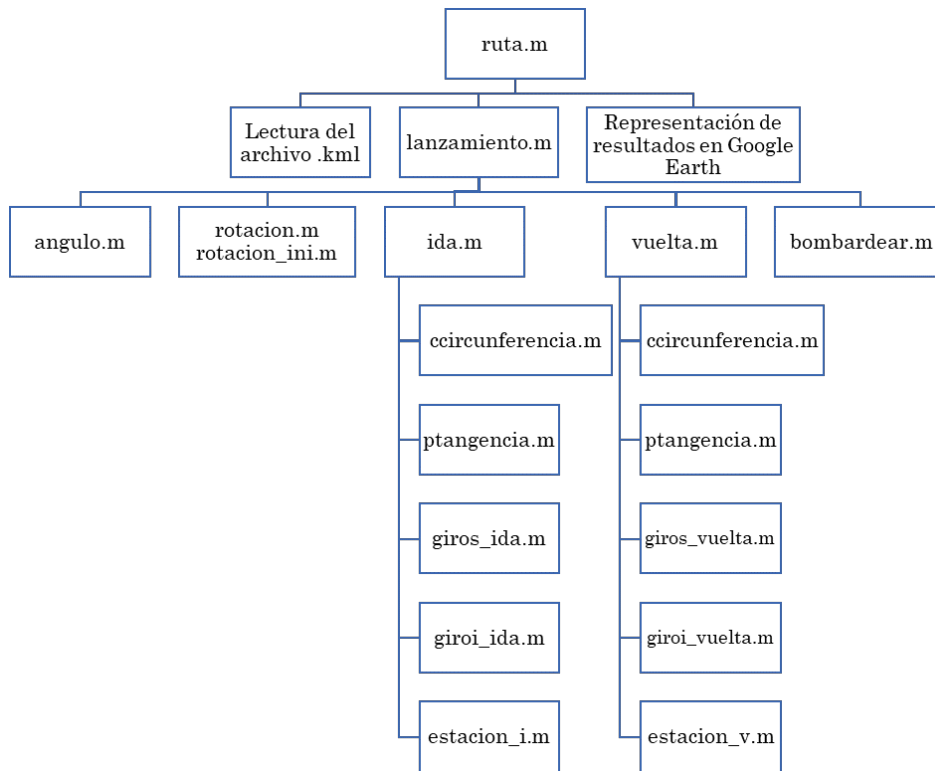 ruta.m
Lectura del
archivo .kml
lanzamiento.m
Representación de
resultados en Google
Earth
angulo.m
rotacion.m
rotacion_ini.m
ida.m
vuelta.m
bombardear.m
ccircunferencia.m
ccircunferencia.m
ptangencia.m
ptangencia.m
giros_ida.m
giros_vuelta.m
giroi_ida.m
giroi_vuelta.m
estacion_i.m
estacion_v.m